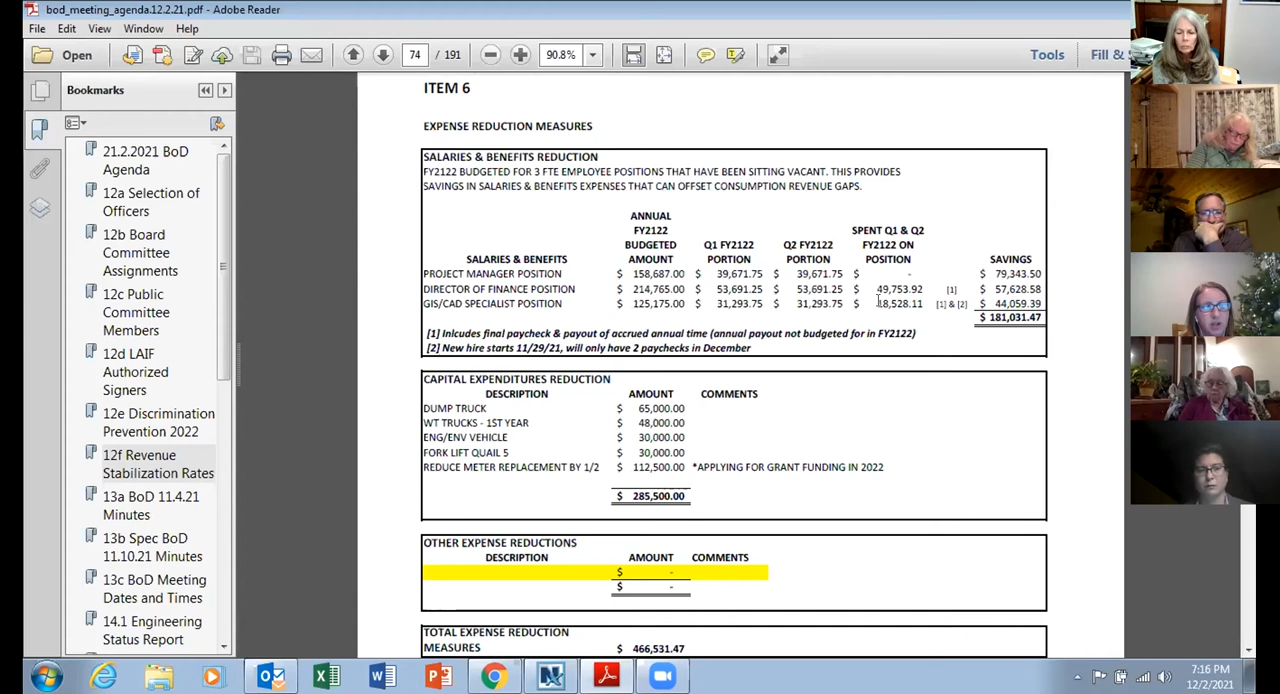 bod_meeting_agenda.12.2.21.pdf - Adobe Reader
File Edit View Window Help
Open 74 / 191 90.8% Tools Fill &
Bookmarks
21.2.2021 BoD
Agenda
12a Selection of
Officers
12b Board
Committee
Assignments
12c Public
Committee
Members
12d LAIF
Authorized
Signers
12e Discrimination
Prevention 2022
12f Revenue
Stabilization Rates
13a BoD 11.4.21
Minutes
13b Spec BoD
11.10.21 Minutes
13c BoD Meeting
Dates and Times
14.1 Engineering
Status Report
ITEM 6
EXPENSE REDUCTION MEASURES
SALARIES & BENEFITS REDUCTION
FY2122 BUDGETED FOR 3 FTE EMPLOYEE POSITIONS THAT HAVE BEEN SITTING VACANT. THIS PROVIDES
SAVINGS IN SALARIES & BENEFITS EXPENSES THAT CAN OFFSET CONSUMPTION REVENUE GAPS.
ANNUAL
FY2122 SPENT Q1 & Q2
BUDGETED Q1 FY2122 Q2 FY2122 FY2122 ON
SALARIES & BENEFITS AMOUNT PORTION PORTION POSITION SAVINGS
PROJECT MANAGER POSITION $ 158,687.00 $ 39,671.75 $ 39,671.75 $ - $ 79,343.50
DIRECTOR OF FINANCE POSITION $ 214,765.00 $ 53,691.25 $ 53,691.25 $ 49,753.92 [1] $ 57,628.58
GIS/CAD SPECIALIST POSITION $ 125,175.00 $ 31,293.75 $ 31,293.75 $ 18,528.11 [1] & [2] $ 44,059.39
$ 181,031.47
[1] Inlcudes final paycheck & payout of accrued annual time (annual payout not budgeted for in FY2122)
[2] New hire starts 11/29/21, will only have 2 paychecks in December
CAPITAL EXPENDITURES REDUCTION
DESCRIPTION AMOUNT COMMENTS
DUMP TRUCK $ 65,000.00
WT TRUCKS - 1ST YEAR $ 48,000.00
ENG/ENV VEHICLE $ 30,000.00
FORK LIFT QUAIL 5 $ 30,000.00
REDUCE METER REPLACEMENT BY 1/2 $ 112,500.00 *APPLYING FOR GRANT FUNDING IN 2022
$ 285,500.00
OTHER EXPENSE REDUCTIONS
DESCRIPTION AMOUNT COMMENTS
$ -
$ -
TOTAL EXPENSE REDUCTION
MEASURES $ 466,531.47
7:16 PM
12/2/2021